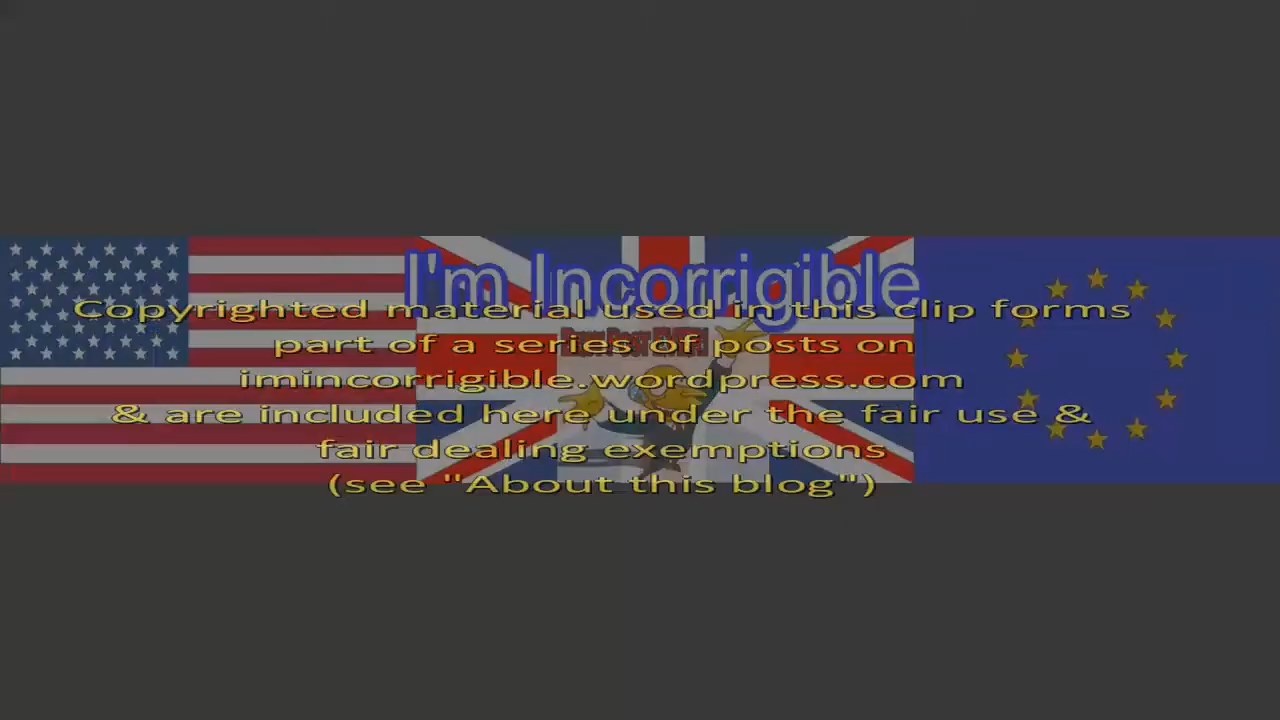 I'm Incorrigible
Copyrighted material used in this clip forms
part of a series of posts on
imincorrigible.wordpress.com
& are included here under the fair use &
fair dealing exemptions
(see "About this blog")